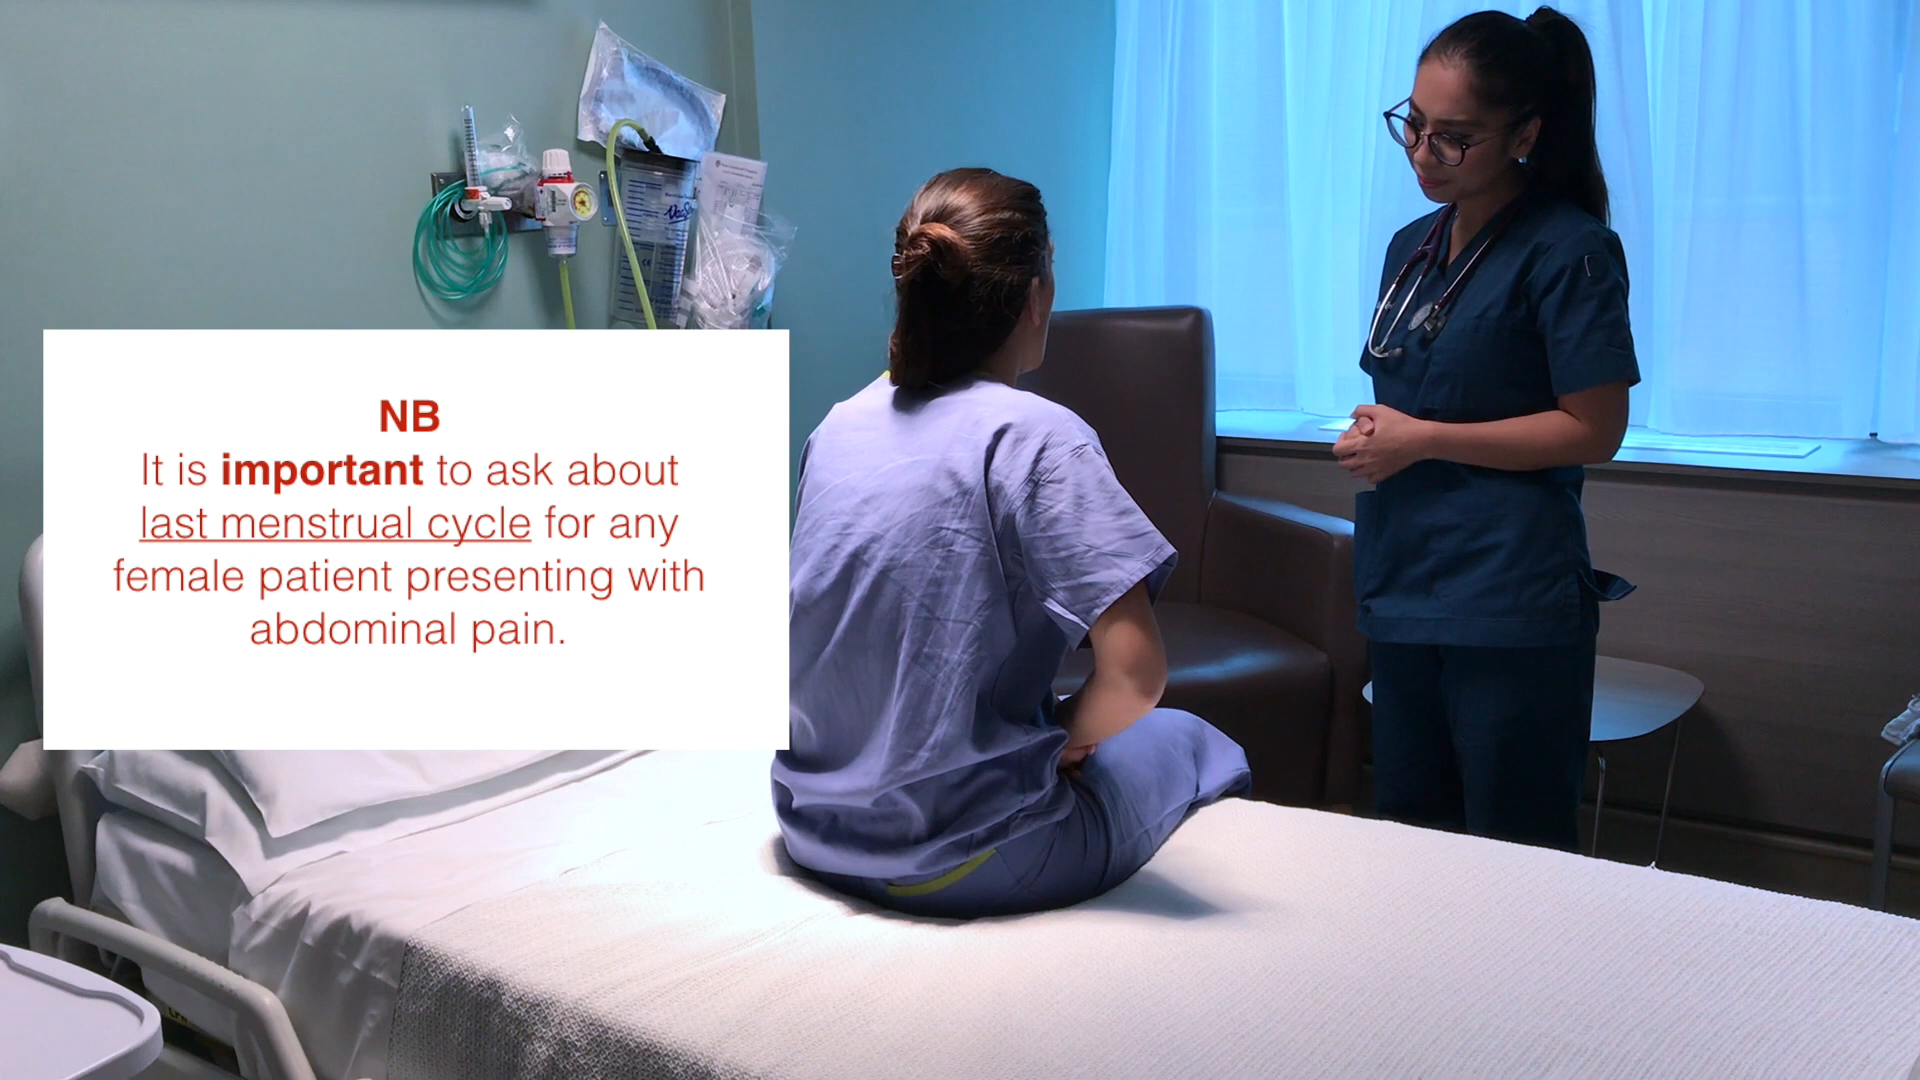 NB
It is important to ask about
last menstrual cycle for any
female patient presenting with
abdominal pain.